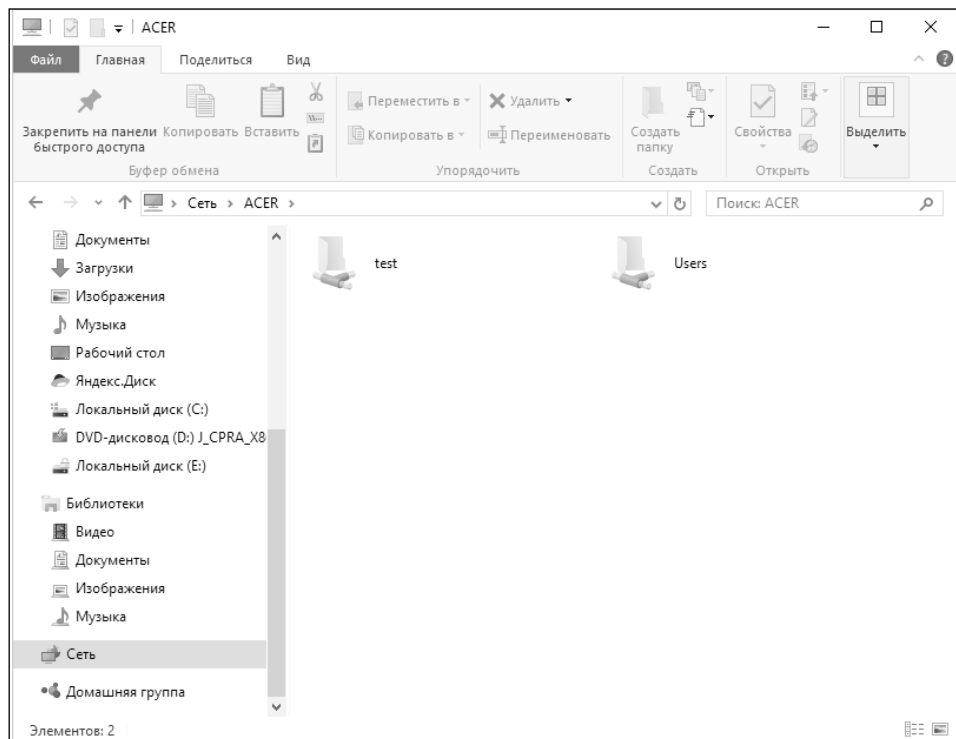 ACER
Файл Главная Поделиться Вид
Закрепить на панели быстрого доступа
Копировать
Вставить
Буфер обмена
Переместить в
Копировать в
Удалить
Переименовать
Упорядочить
Создать папку
Создать
Свойства
Открыть
Выделить
Сеть ACER
Поиск: ACER
Документы
Загрузки
Изображения
Музыка
Рабочий стол
Яндекс.Диск
Локальный диск (C:)
DVD-дисковод (D:) J_CPRA_X8
Локальный диск (E:)
Библиотеки
Видео
Документы
Изображения
Музыка
Сеть
Домашняя группа
test
Users
Элементов: 2